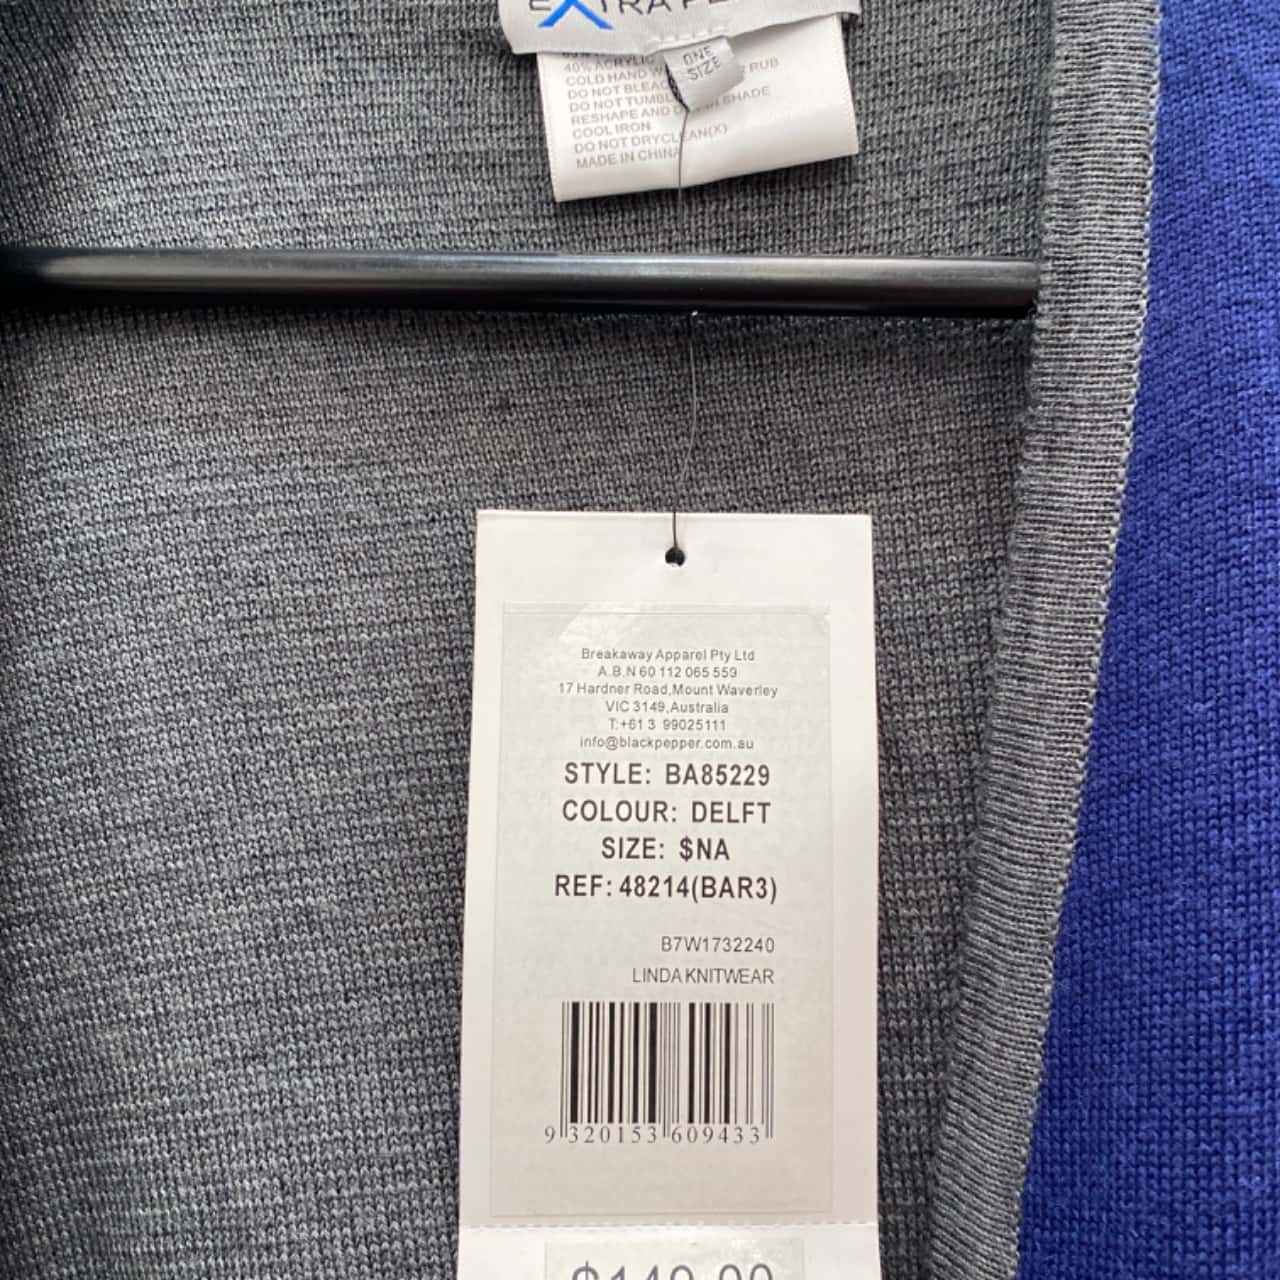 40% ACRYLIC
COLD HAND
RUB
DO NOT
DO NOT
SHADE
RESHAPE AND
COOL IRON
DO NOT DRYCLEAN(X)
MADE IN CHINA
ONE
SIZE
Breakaway Apparel Pty Ltd
A.B.N 60 112 065 559
17 Hardner Road,Mount Waverley
VIC 3149,Australia
T:+61 3 99025111
info@blackpepper.com.au
STYLE: BA85229
COLOUR: DELFT
SIZE: $NA
REF: 48214(BAR3)
B7W1732240
LINDA KNITWEAR
9 320153 609433